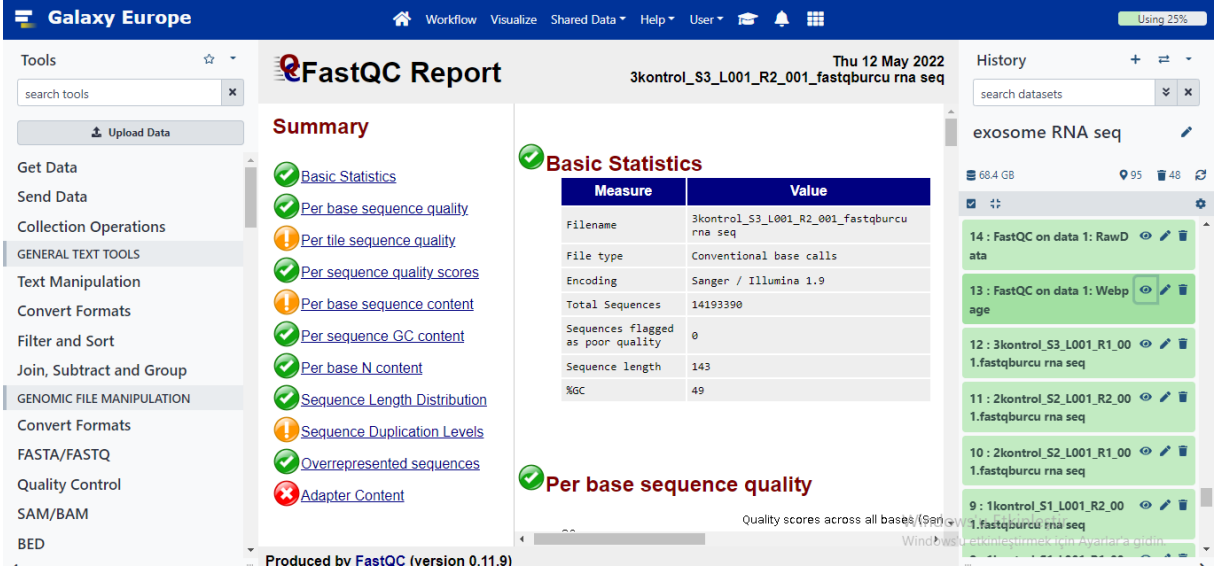 Galaxy Europe
Workflow Visualize Shared Data Help User
Using 25%
Tools
search tools
Upload Data
Get Data
Send Data
Collection Operations
GENERAL TEXT TOOLS
Text Manipulation
Convert Formats
Filter and Sort
Join, Subtract and Group
GENOMIC FILE MANIPULATION
Convert Formats
FASTA/FASTQ
Quality Control
SAM/BAM
BED
FastQC Report
Thu 12 May 2022
3kontrol_S3_L001_R2_001_fastqburcu rna seq
Summary
Basic Statistics
Per base sequence quality
Per tile sequence quality
Per sequence quality scores
Per base sequence content
Per sequence GC content
Per base N content
Sequence Length Distribution
Sequence Duplication Levels
Overrepresented sequences
Adapter Content
Basic Statistics
Measure Value
Filename 3kontrol_S3_L001_R2_001_fastqburcu
rna seq
File type Conventional base calls
Encoding Sanger / Illumina 1.9
Total Sequences 14193390
Sequences flagged
as poor quality 0
Sequence length 143
%GC 49
Per base sequence quality
Quality scores across all bases (San
Produced by FastQC (version 0.11.9)
History
search datasets
exosome RNA seq
68.4 GB 95 48
14 : FastQC on data 1: RawD
ata
13 : FastQC on data 1: Webp
age
12 : 3kontrol_S3_L001_R1_00
1.fastqburcu rna seq
11 : 2kontrol_S2_L001_R2_00
1.fastqburcu rna seq
10 : 2kontrol_S2_L001_R1_00
1.fastqburcu rna seq
9 : 1kontrol_S1_L001_R2_00
1.fastqburcu rna seq
Windows'u Etkinleştir
Windows'u etkinleştirmek için Ayarlar'a gidin.